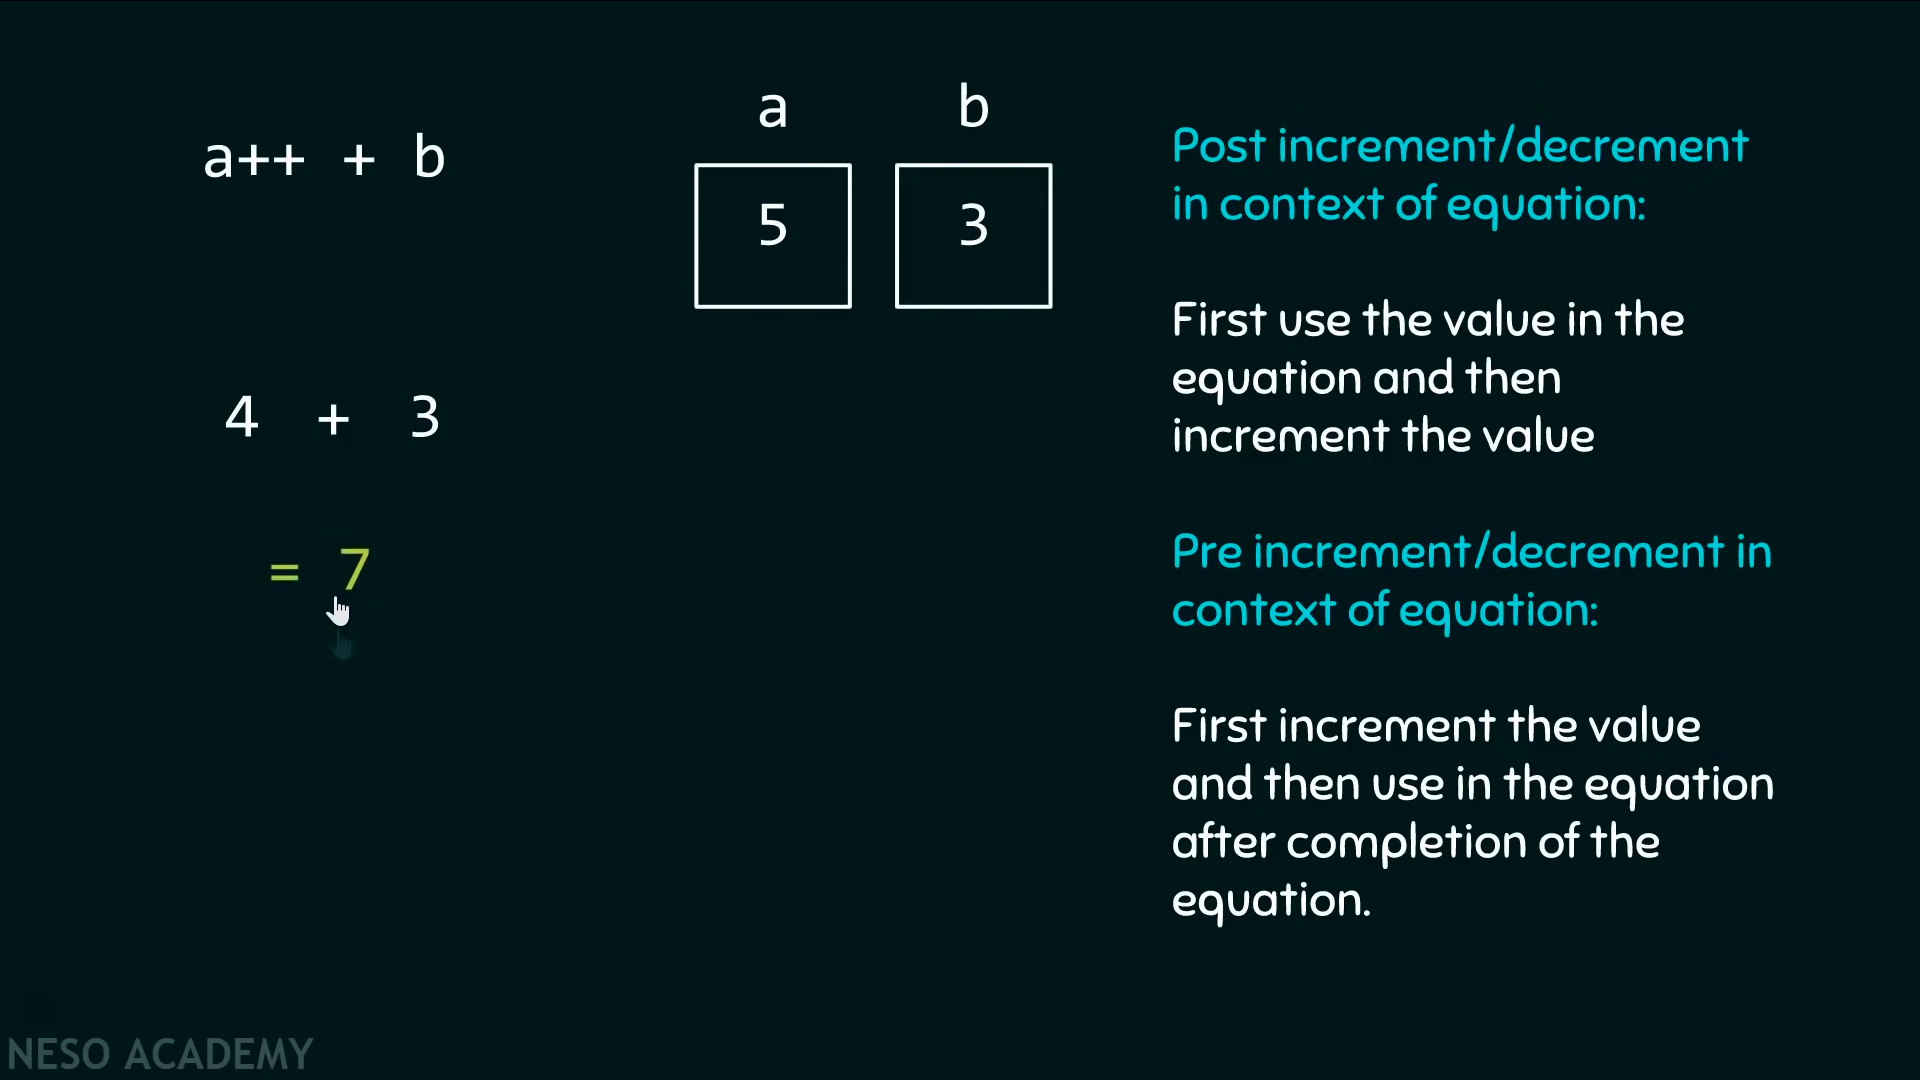 a++ + b
a b
5 3
4 + 3
= 7
Post increment/decrement
in context of equation:
First use the value in the
equation and then
increment the value
Pre increment/decrement in
context of equation:
First increment the value
and then use in the equation
after completion of the
equation.
NESO ACADEMY